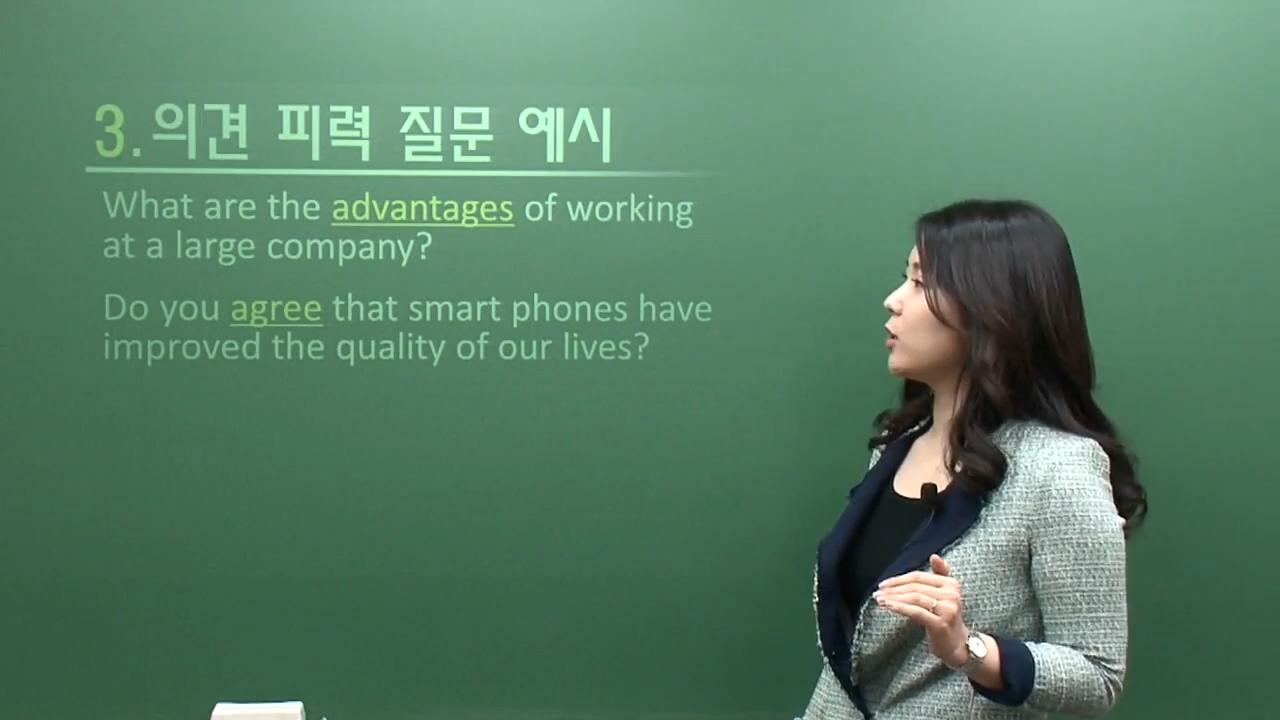 3. 의견 피력 질문 예시
What are the advantages of working
at a large company?
Do you agree that smart phones have
improved the quality of our lives?